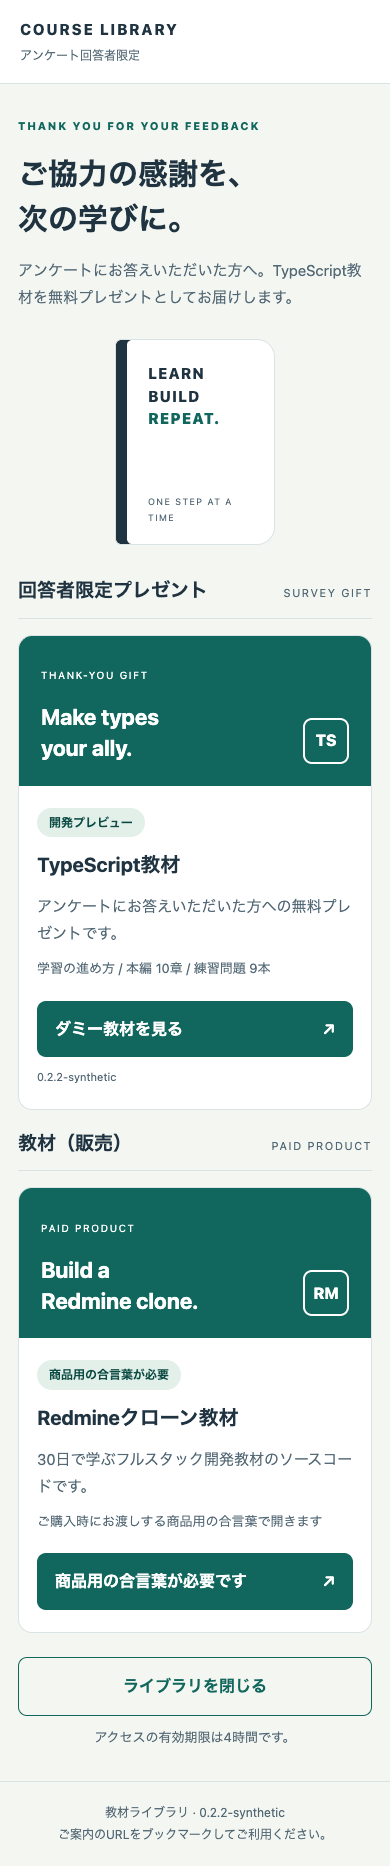 COURSE LIBRARY
アンケート回答者限定
THANK YOU FOR YOUR FEEDBACK
ご協力の感謝を、
次の学びに。
アンケートにお答えいただいた方へ。TypeScript教
材を無料プレゼントとしてお届けします。
LEARN
BUILD
REPEAT.
ONE STEP AT A
TIME
回答者限定プレゼント
SURVEY GIFT
THANK-YOU GIFT
Make types
your ally.
TS
開発プレビュー
TypeScript教材
アンケートにお答えいただいた方への無料プレ
ゼントです。
学習の進め方 / 本編 10章 / 練習問題 9本
ダミー教材を見る ↗
0.2.2-synthetic
教材（販売）
PAID PRODUCT
PAID PRODUCT
Build a
Redmine clone.
RM
商品用の合言葉が必要
Redmineクローン教材
30日で学ぶフルスタック開発教材のソースコー
ドです。
ご購入時にお渡しする商品用の合言葉で開きます
商品用の合言葉が必要です ↗
ライブラリを閉じる
アクセスの有効期限は4時間です。
教材ライブラリ · 0.2.2-synthetic
ご案内のURLをブックマークしてご利用ください。